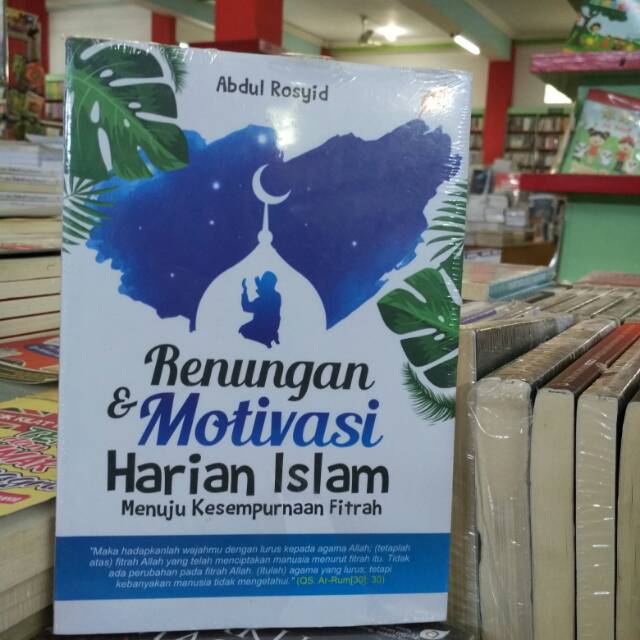 Abdul Rosyid
Renungan
& Motivasi
Harian Islam
Menuju Kesempurnaan Fitrah
"Maka hadapkanlah wajahmu dengan lurus kepada agama Allah; (tetaplah
atas) fitrah Allah yang telah menciptakan manusia menurut fitrah itu. Tidak
ada perubahan pada fitrah Allah. (Itulah) agama yang lurus; tetapi
kebanyakan manusia tidak mengetahui." (QS. Ar-Rum[30]: 30)